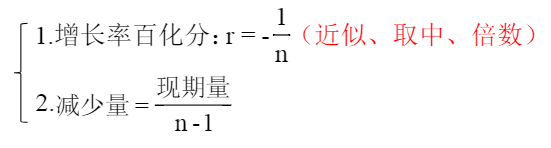 1.增长率百化分：r = -1/n（近似、取中、倍数）
2.减少量 = 现期量/n-1